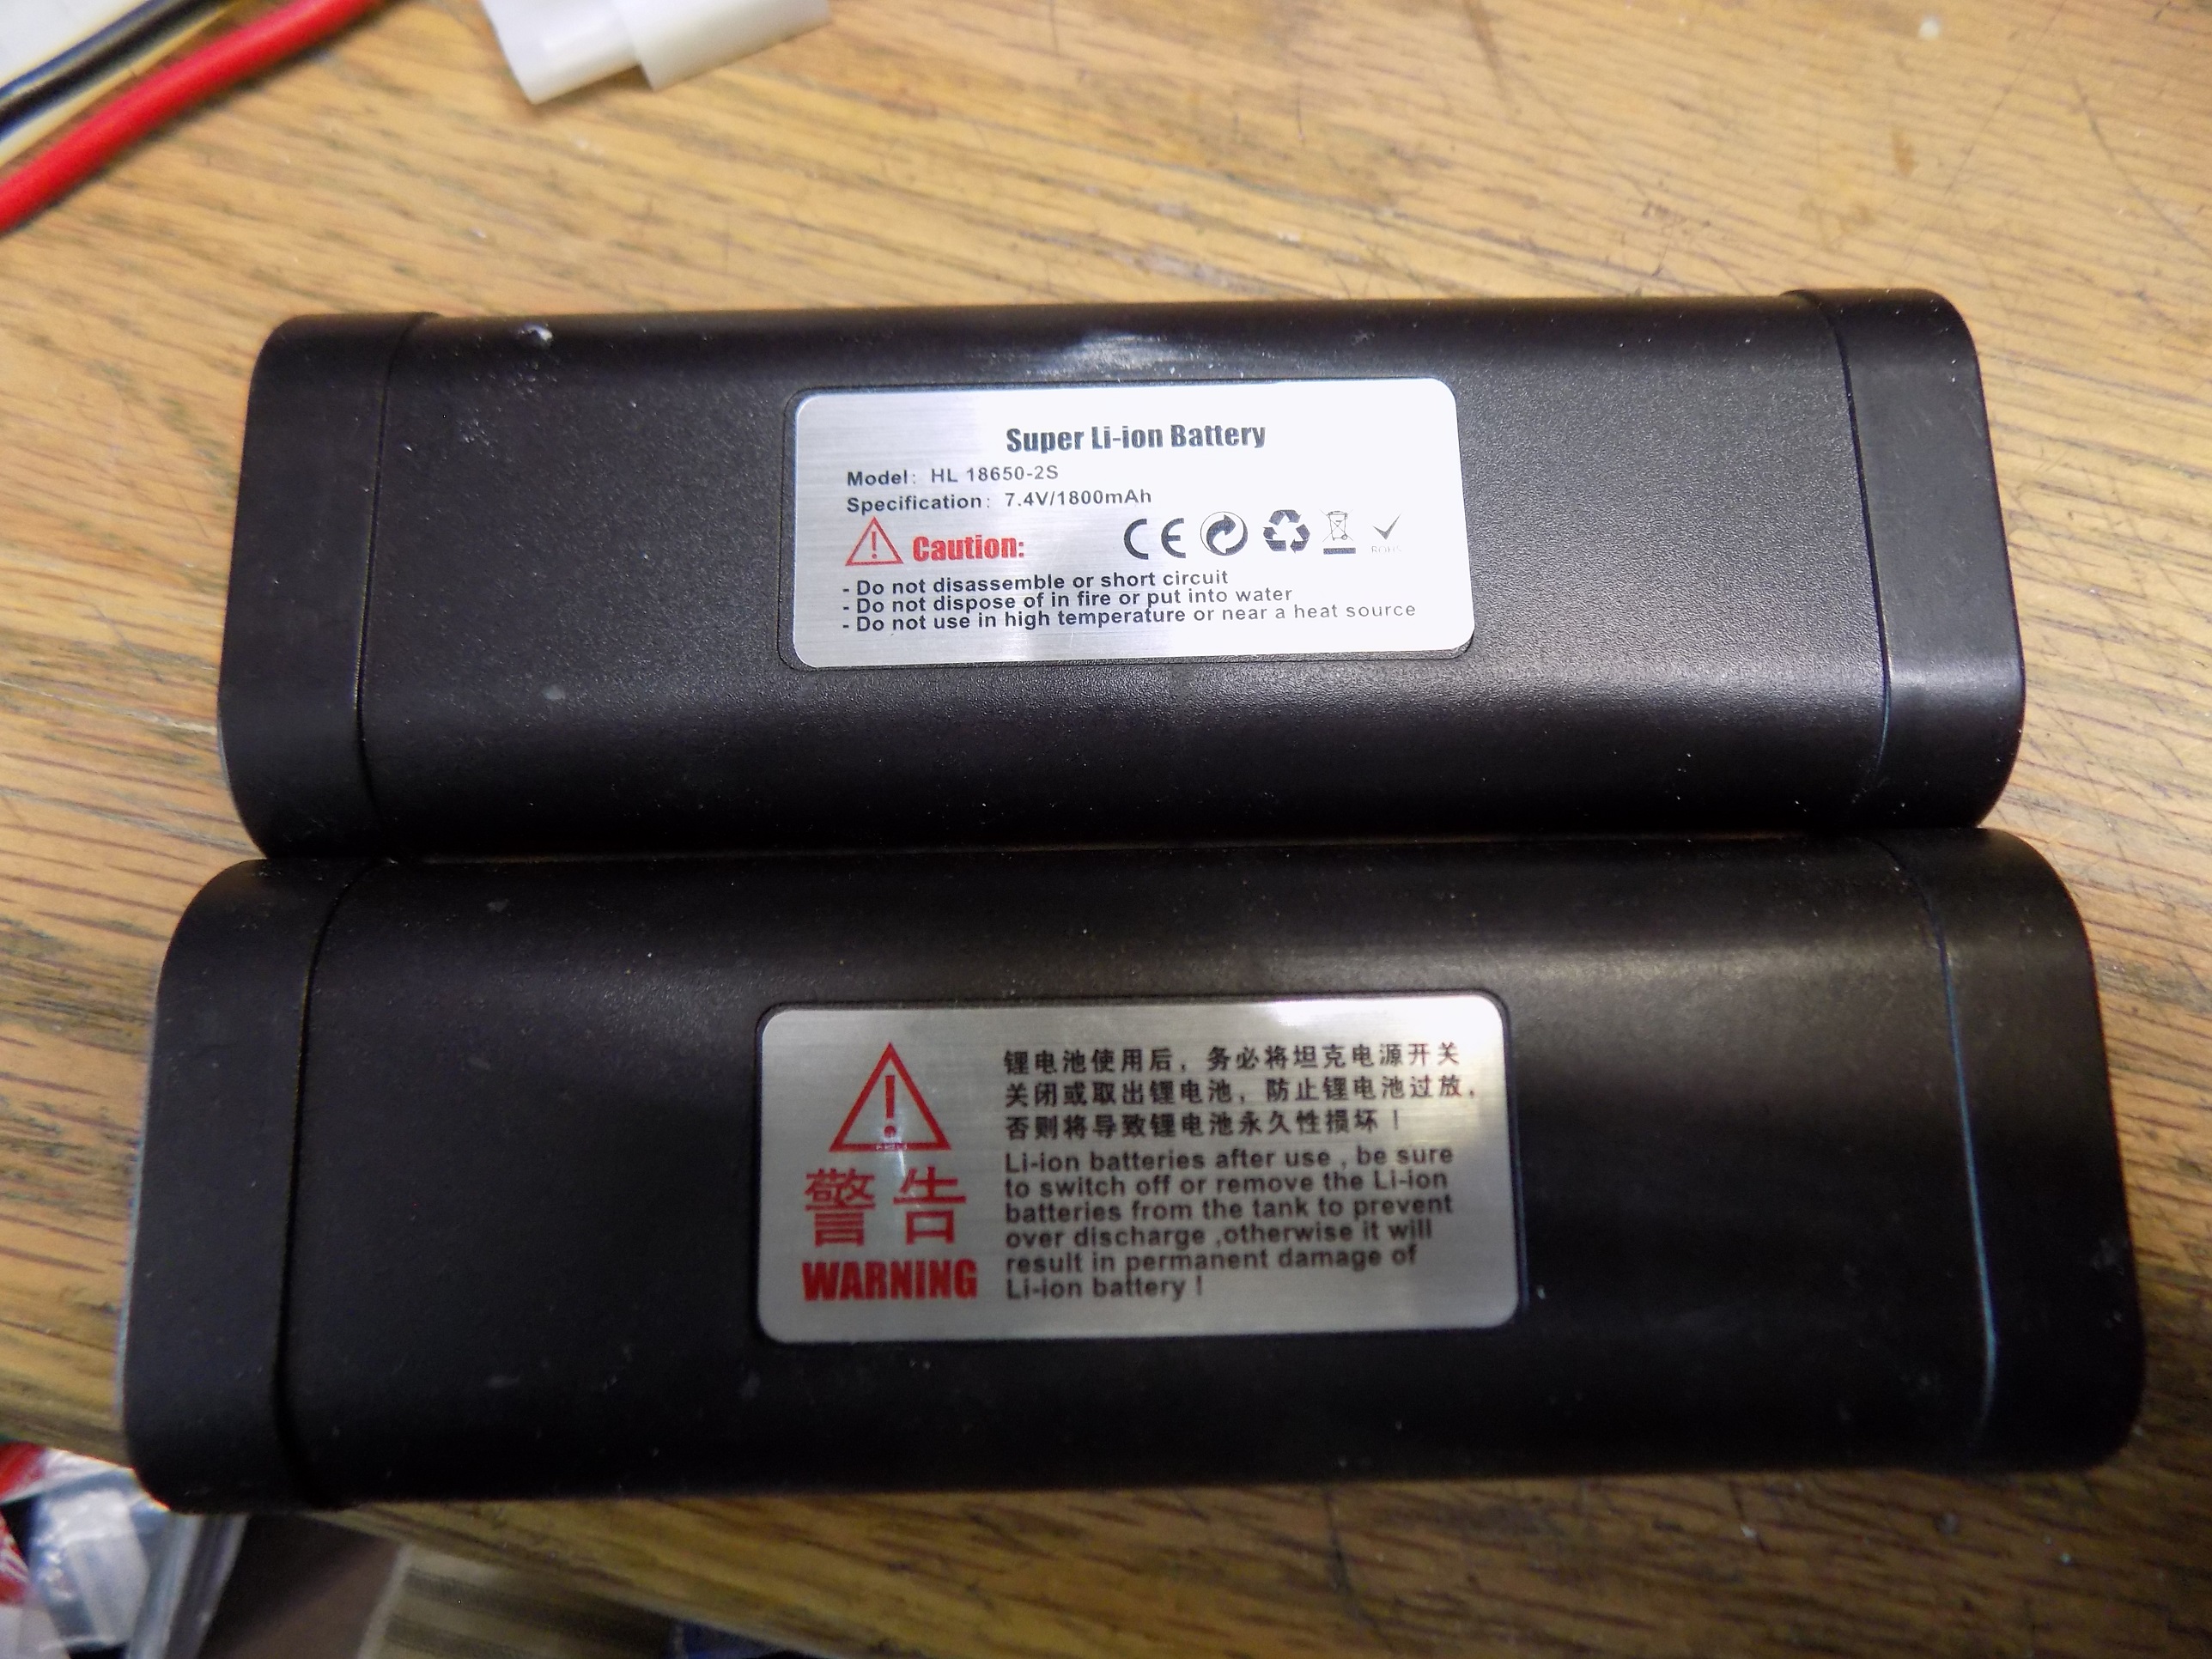 Super Li-ion Battery
Model: HL 18650-2S
Specification: 7.4V/1800mAh
Caution:
CE
ROHS
- Do not disassemble or short circuit
- Do not dispose of in fire or put into water
- Do not use in high temperature or near a heat source
锂电池使用后，务必将坦克电源开关
关闭或取出锂电池，防止锂电池过放，
否则将导致锂电池永久性损坏！
警告
WARNING
Li-ion batteries after use , be sure
to switch off or remove the Li-ion
batteries from the tank to prevent
over discharge ,otherwise it will
result in permanent damage of
Li-ion battery !